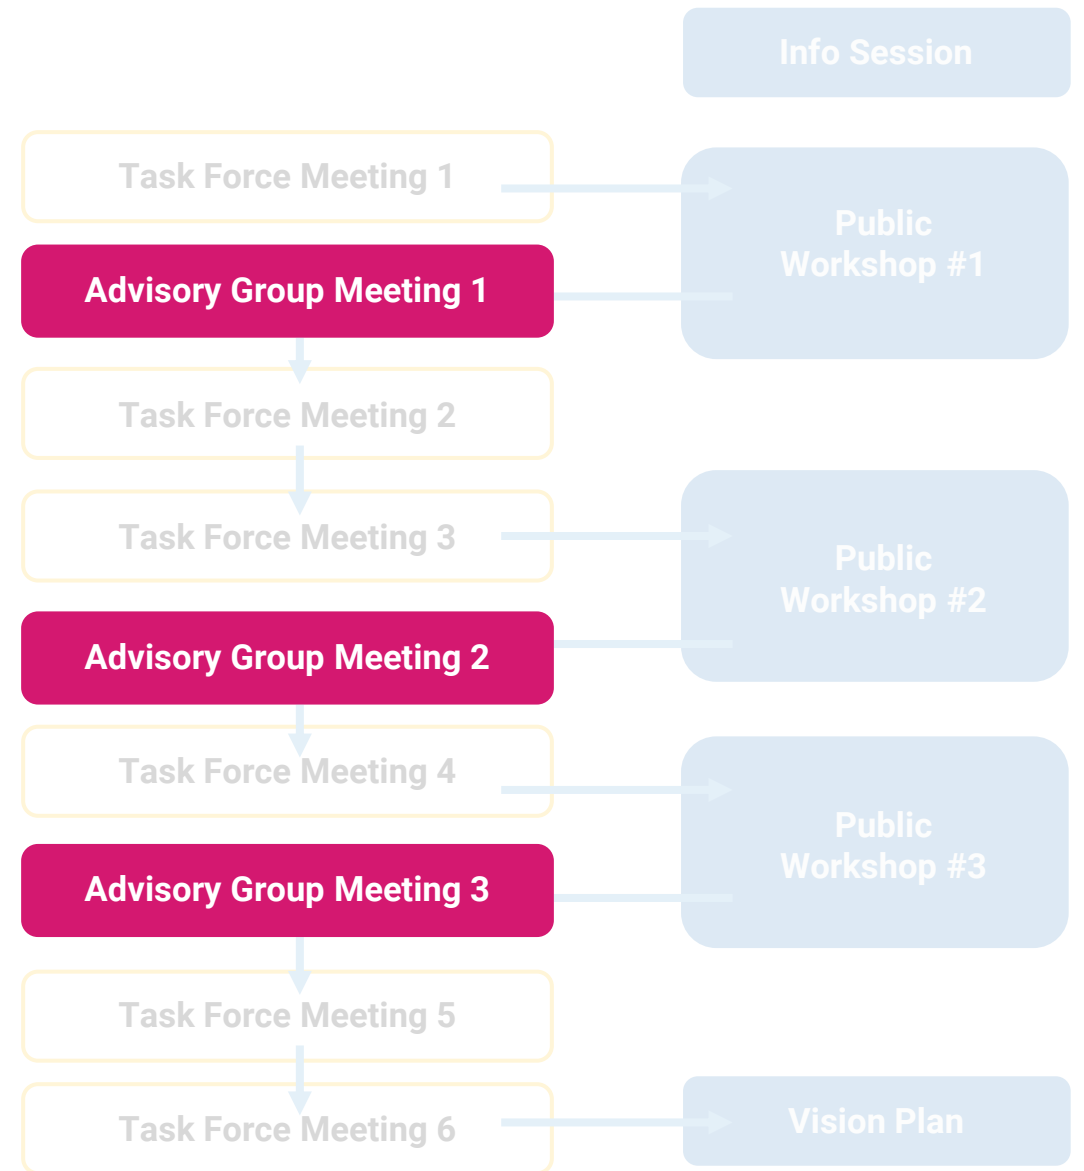 Info Session
Task Force Meeting 1
Public
Workshop #1
Advisory Group Meeting 1
Task Force Meeting 2
Task Force Meeting 3
Public
Workshop #2
Advisory Group Meeting 2
Task Force Meeting 4
Public
Workshop #3
Advisory Group Meeting 3
Task Force Meeting 5
Task Force Meeting 6
Vision Plan